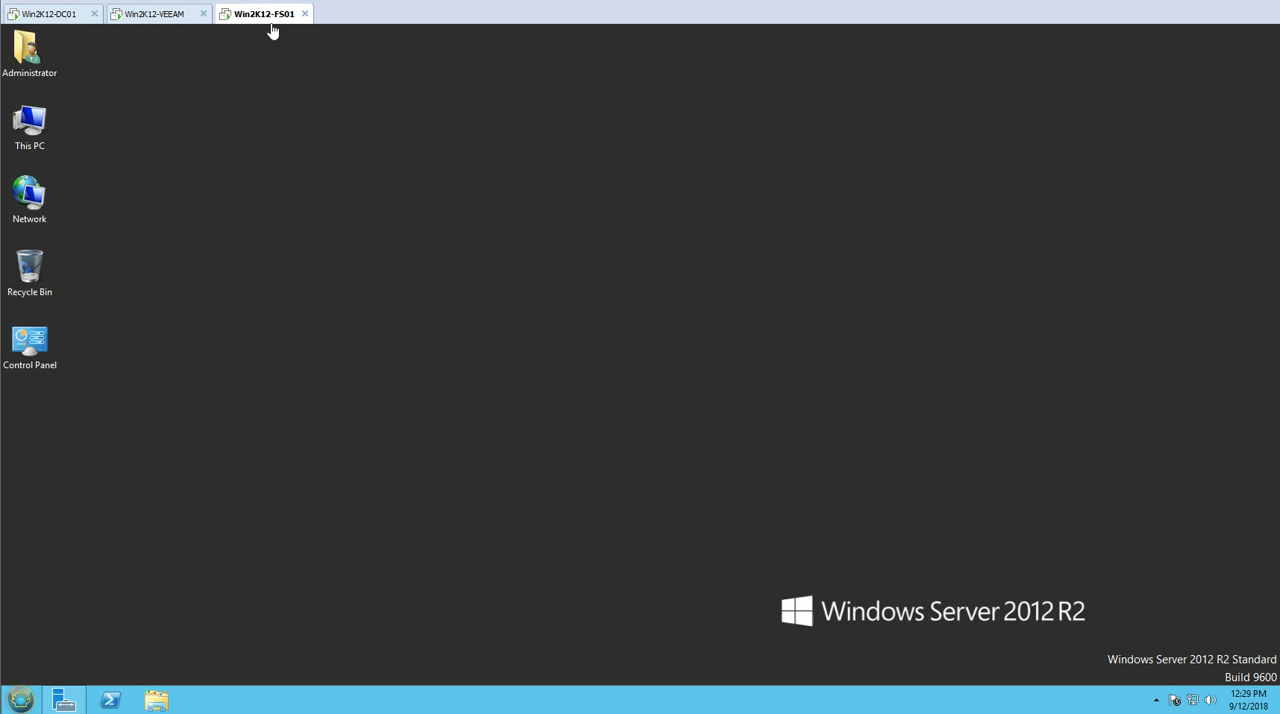 Win2K12-DC01
Win2K12-VEEAM
Win2K12-FS01
Administrator
This PC
Network
Recycle Bin
Control Panel
Windows Server 2012 R2
Windows Server 2012 R2 Standard
Build 9600
12:29 PM
9/12/2018